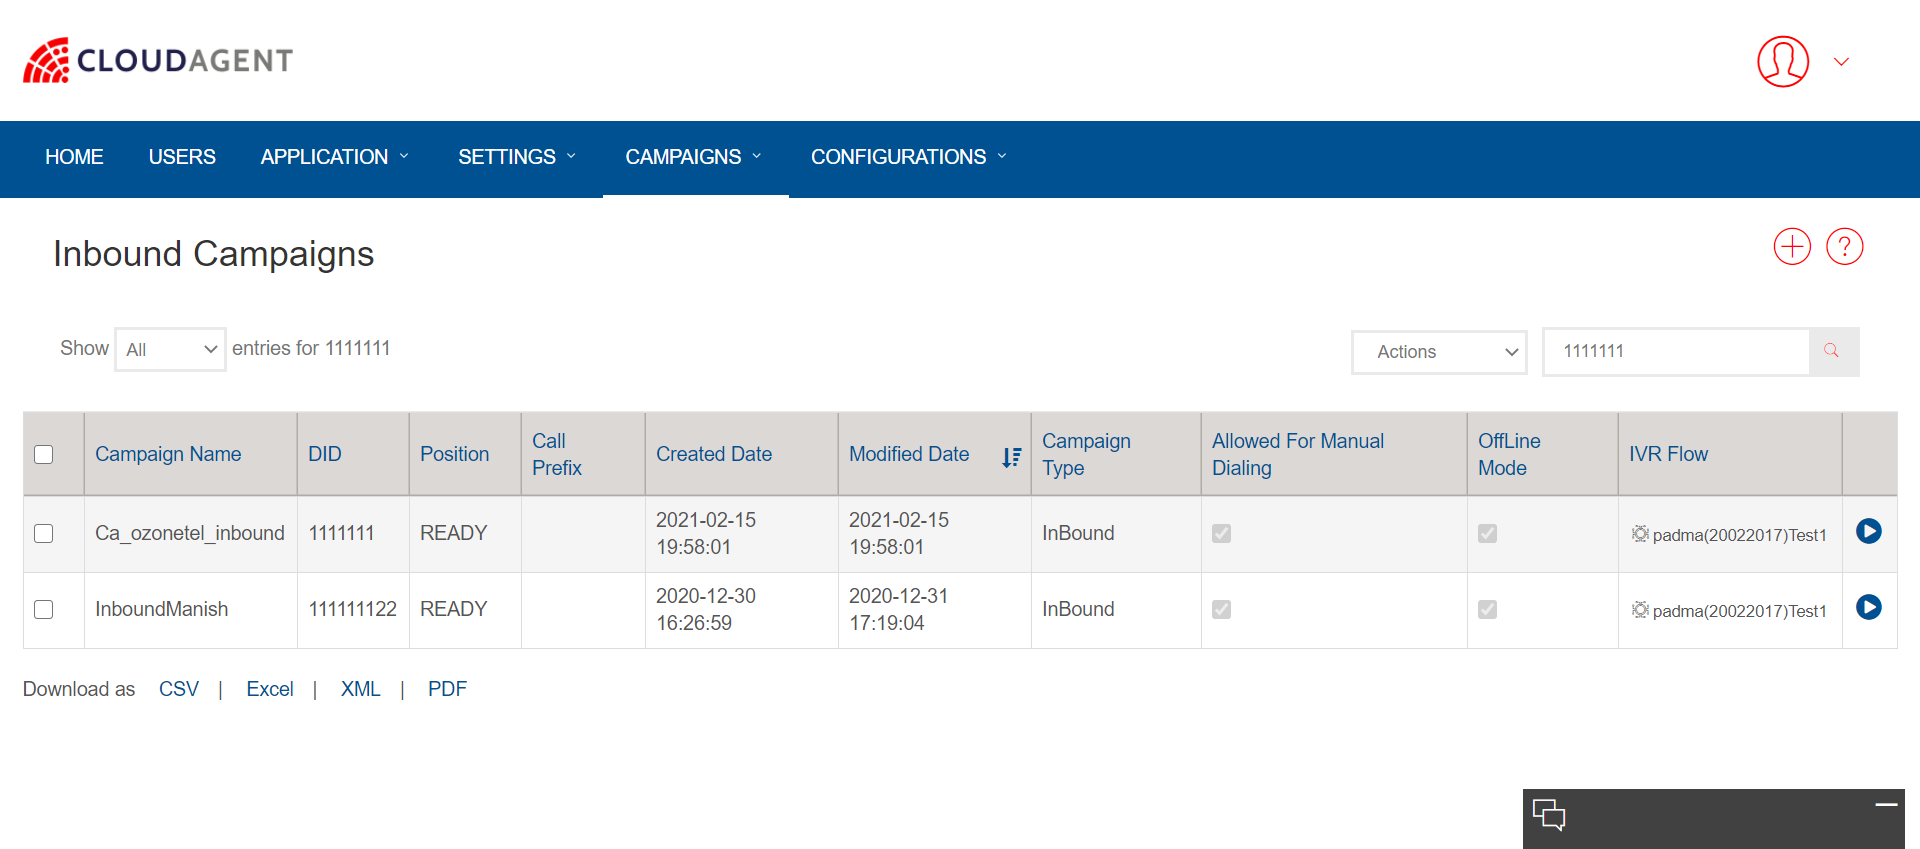 CLOUDAGENT
HOME USERS APPLICATION SETTINGS CAMPAIGNS CONFIGURATIONS
Inbound Campaigns
?
Show All entries for 1111111 Actions 1111111
Campaign Name DID Position Call Prefix Created Date Modified Date Campaign Type Allowed For Manual Dialing OffLine Mode IVR Flow
Ca_ozonetel_inbound 1111111 READY 2021-02-15 19:58:01 2021-02-15 19:58:01 InBound padma(20022017)Test1
InboundManish 111111122 READY 2020-12-30 16:26:59 2020-12-31 17:19:04 InBound padma(20022017)Test1
Download as CSV | Excel | XML | PDF